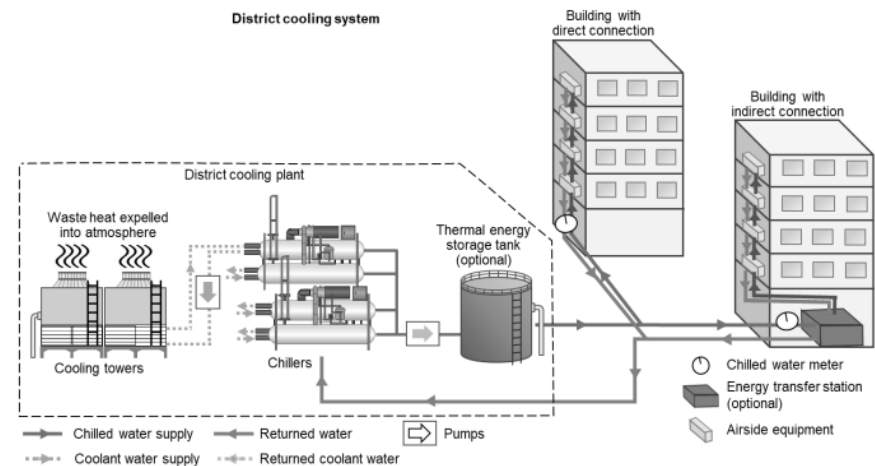 District cooling system
Building with
direct connection
Building with
indirect connection
District cooling plant
Waste heat expelled
into atmosphere
Thermal energy
storage tank
(optional)
Cooling towers
Chillers
Chilled water meter
Energy transfer station
(optional)
Airside equipment
Chilled water supply
Returned water
Pumps
Coolant water supply
Returned coolant water